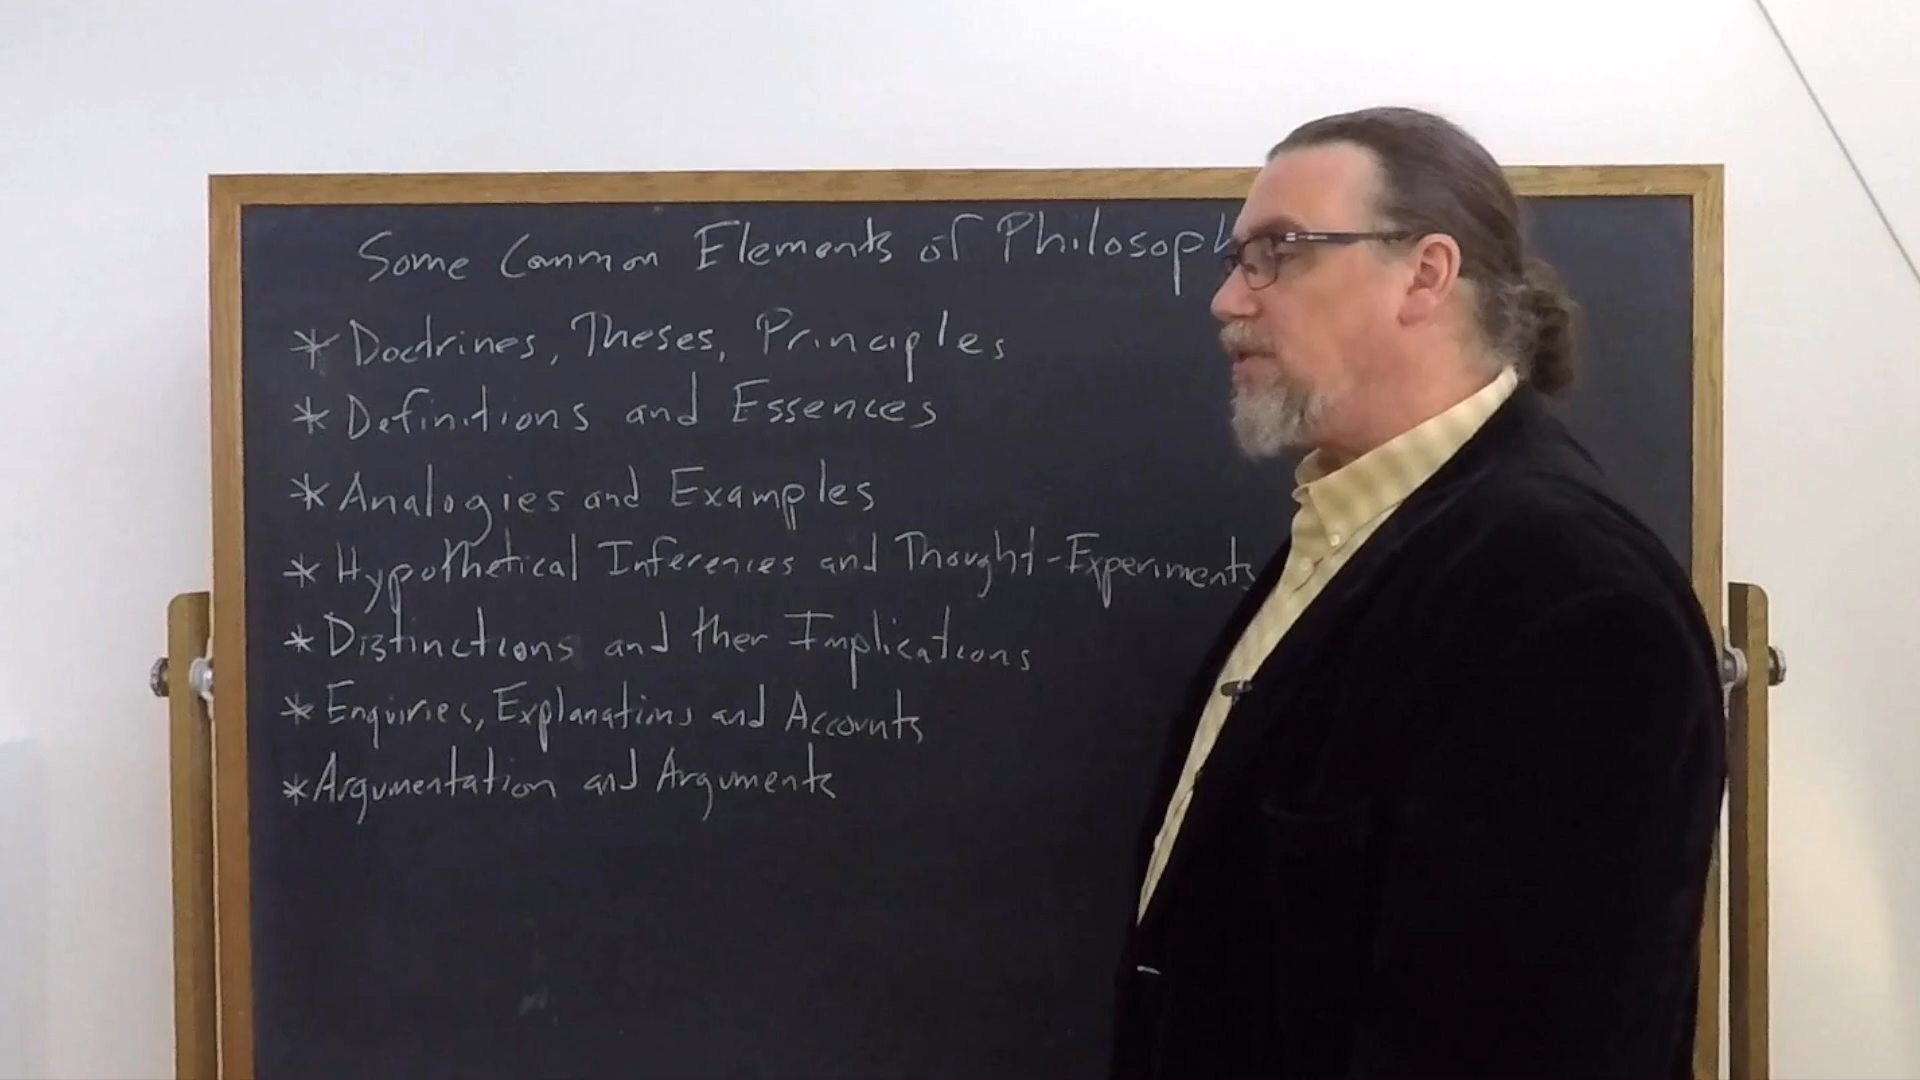 Some Common Elements of Philosoph
* Doctrines, Theses, Principles
* Definitions and Essences
* Analogies and Examples
* Hypothetical Inferences and Thought-Experiments
* Distinctions and their Implications
* Enquiries, Explanations and Accounts
* Argumentation and Arguments